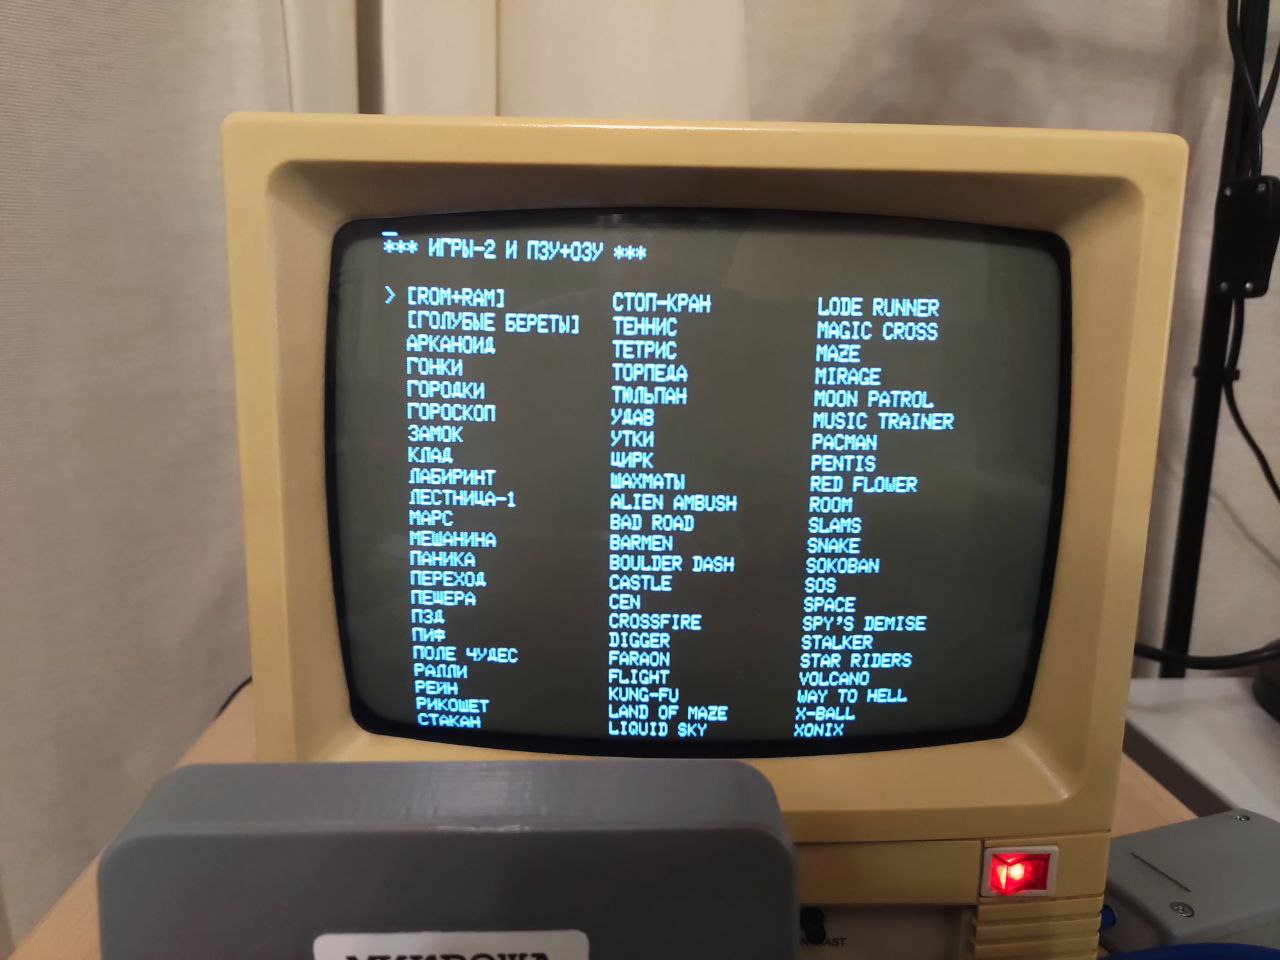 *** ИГРЫ-2 И ПЗУ+ОЗУ ***
> [ROM+RAM]
[ГОЛУБЫЕ БЕРЕТЫ]
АРКАНОИД
ГОНКИ
ГОРОДКИ
ГОРОСКОП
ЗАМОК
КЛАД
ЛАБИРИНТ
ЛЕСТНИЦА-1
МАРС
МЕШАНИНА
ПАНИКА
ПЕРЕХОД
ПЕЩЕРА
ПЗД
ПИФ
ПОЛЕ ЧУДЕС
РАЛЛИ
РЕЙН
РИКОШЕТ
СТАКАН
СТОП-КРАН
ТЕННИС
ТЕТРИС
ТОРПЕДА
ТЮЛЬПАН
УДАВ
УТКИ
ЦИРК
ШАХМАТЫ
ALIEN AMBUSH
BAD ROAD
BARMEN
BOULDER DASH
CASTLE
CEN
CROSSFIRE
DIGGER
FARAON
FLIGHT
KUNG-FU
LAND OF MAZE
LIQUID SKY
LODE RUNNER
MAGIC CROSS
MAZE
MIRAGE
MOON PATROL
MUSIC TRAINER
PACMAN
PENTIS
RED FLOWER
ROOM
SLAMS
SNAKE
SOKOBAN
SOS
SPACE
SPY'S DEMISE
STALKER
STAR RIDERS
VOLCANO
WAY TO HELL
X-BALL
XONIX